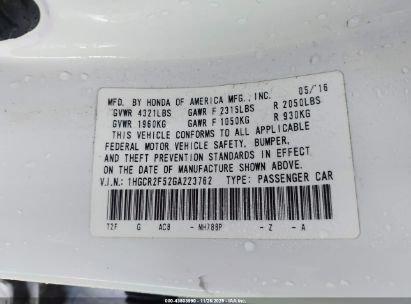 MFD. BY HONDA OF AMERICA MFG., INC. 05/'16
GVWR 4321LBS GAWR F 2315LBS R 2050LBS
GVWR 1960KG GAWR F 1050KG R 930KG
THIS VEHICLE CONFORMS TO ALL APPLICABLE
FEDERAL MOTOR VEHICLE SAFETY, BUMPER,
AND THEFT PREVENTION STANDARDS IN EFFECT
ON THE DATE OF MANUFACTURE SHOWN ABOVE.
V.I.N: 1HGCR2F52GA223762 TYPE: PASSENGER CAR
T2F G AC8 - NH788P - Z - A